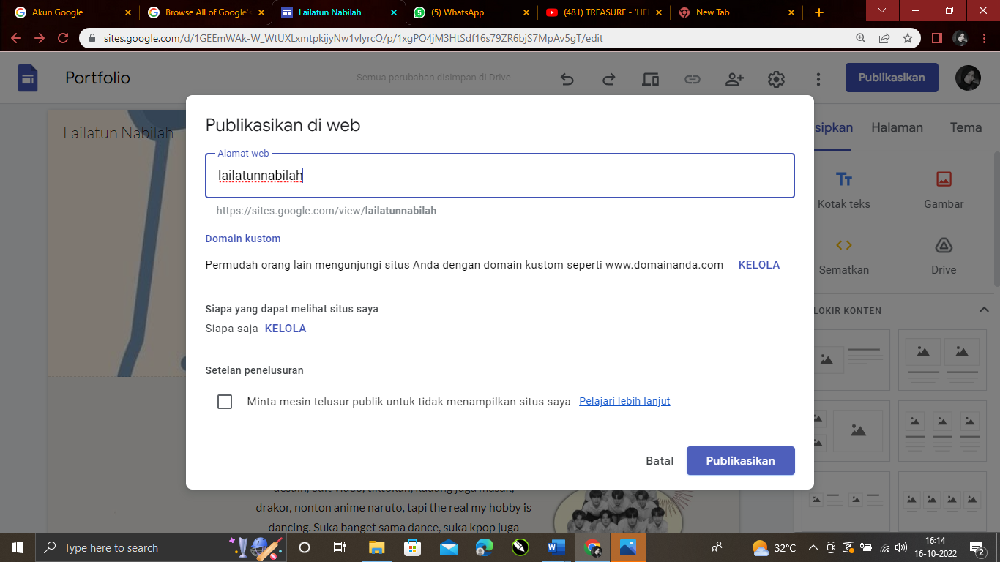 Akun Google
Browse All of Google's
Lailatun Nabilah
(5) WhatsApp
(481) TREASURE - 'HE
New Tab
sites.google.com/d/1GEEmWAk-W_WtUXLxmtpkijyNw1vlyrcO/p/1xgPQ4jM3HtSdf16s79ZR6bjS7MpAv5gT/edit
Portfolio
Semua perubahan disimpan di Drive
Publikasikan
Lailatun Nabilah
sipkan
Halaman
Tema
Publikasikan di web
Alamat web
lailatunnabilah
https://sites.google.com/view/lailatunnabilah
Kotak teks
Gambar
Domain kustom
Permudah orang lain mengunjungi situs Anda dengan domain kustom seperti www.domainanda.com KELOLA
Sematkan
Drive
Siapa yang dapat melihat situs saya
Siapa saja KELOLA
LOKIR KONTEN
Setelan penelusuran
Minta mesin telusur publik untuk tidak menampilkan situs saya Pelajari lebih lanjut
Batal
Publikasikan
desain, edit video, tiktokan, kadang juga masak,
drakor, nonton anime naruto, tapi the real my hobby is
dancing. Suka banget sama dance, suka kpop juga
Type here to search
32°C
16:14
16-10-2022
2